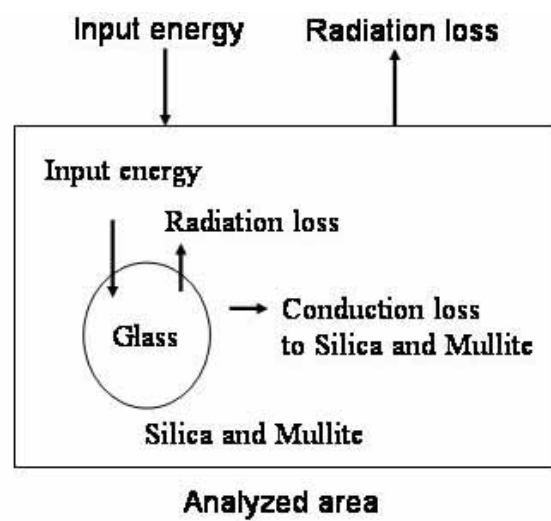 Input energy
Radiation loss
Input energy
Radiation loss
Glass
Conduction loss
to Silica and Mullite
Silica and Mullite
Analyzed area